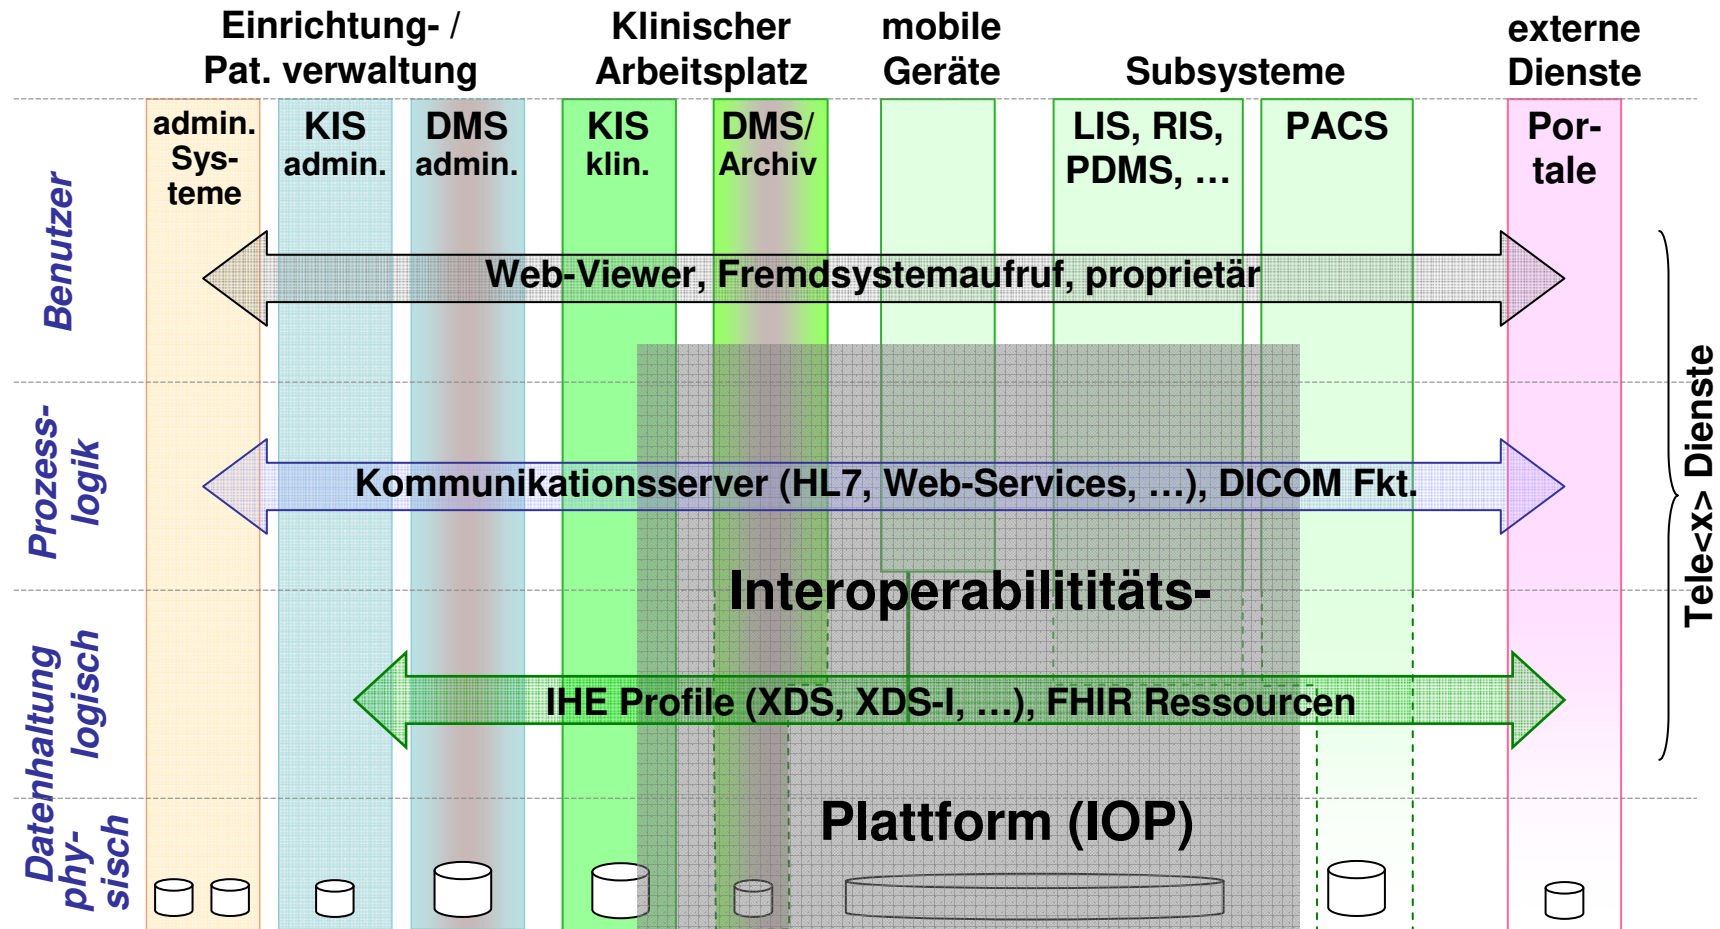 Einrichtung- /
Pat. verwaltung
Klinischer
Arbeitsplatz
mobile
Geräte
Subsysteme
externe
Dienste
admin.
Sys-
teme
KIS
admin.
DMS
admin.
KIS
klin.
DMS/
Archiv
LIS, RIS,
PDMS, …
PACS
Por-
tale
Benutzer
Web-Viewer, Fremdsystemaufruf, proprietär
Prozess-
logik
Kommunikationsserver (HL7, Web-Services, …), DICOM Fkt.
Interoperabilititäts-
Datenhaltung
logisch
IHE Profile (XDS, XDS-I, …), FHIR Ressourcen
Plattform (IOP)
phy-
sisch
Tele<x> Dienste